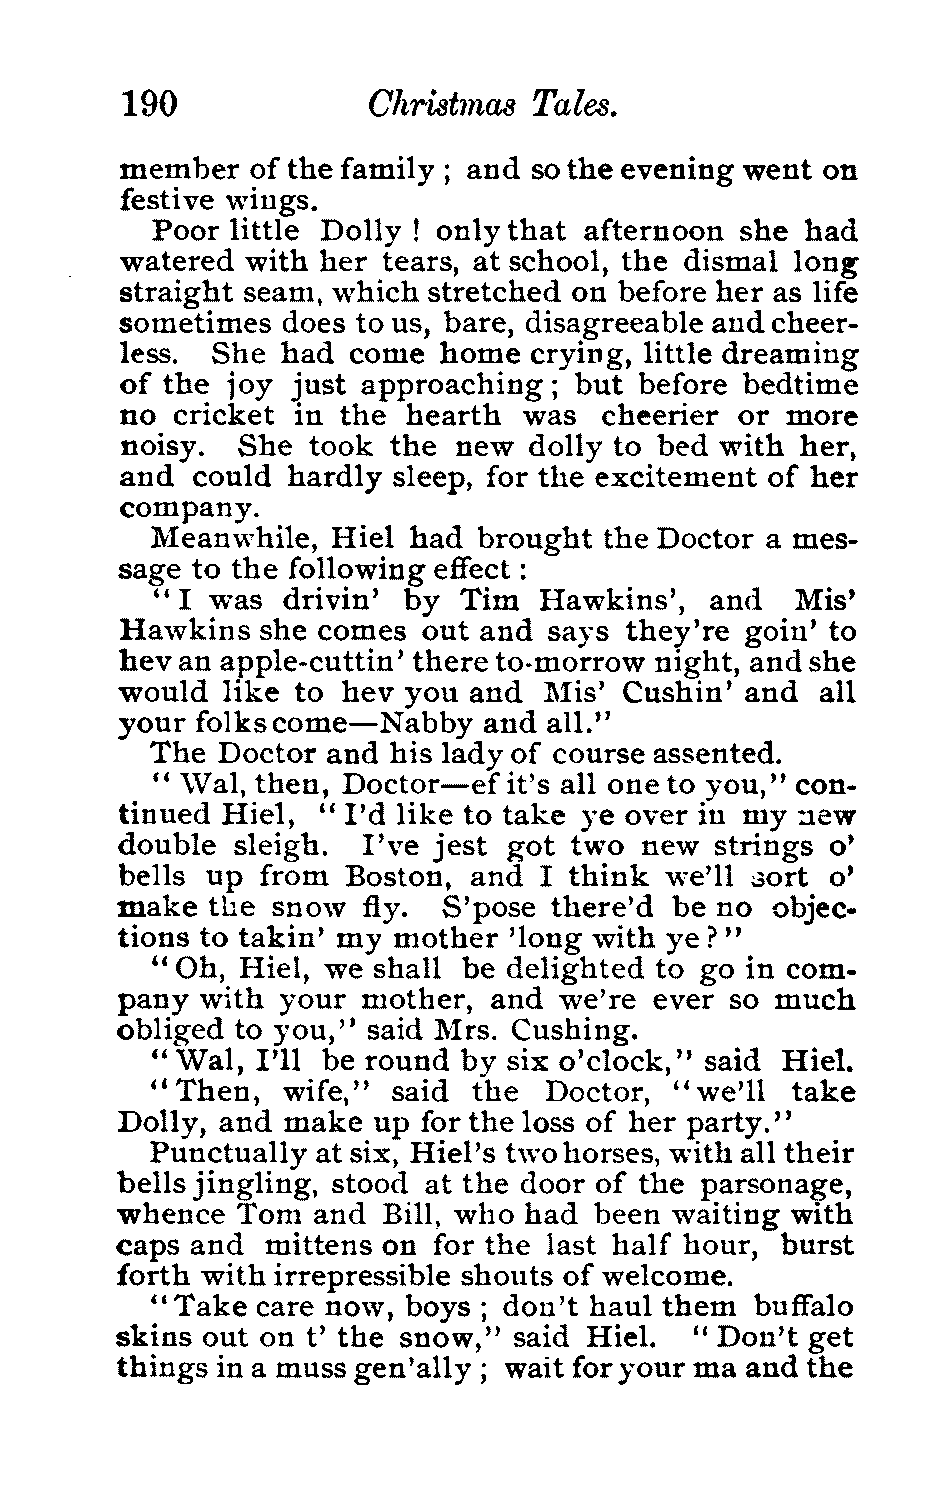 190 Christmas Tales.
member of the family ; and so the evening went on
festive wings.
Poor little Dolly ! only that afternoon she had
watered with her tears, at school, the dismal long
straight seam, which stretched on before her as life
sometimes does to us, bare, disagreeable and cheer-
less. She had come home crying, little dreaming
of the joy just approaching ; but before bedtime
no cricket in the hearth was cheerier or more
noisy. She took the new dolly to bed with her,
and could hardly sleep, for the excitement of her
company.
Meanwhile, Hiel had brought the Doctor a mes-
sage to the following effect :
"I was drivin' by Tim Hawkins', and Mis'
Hawkins she comes out and says they're goin' to
hev an apple-cuttin' there to-morrow night, and she
would like to hev you and Mis' Cushin' and all
your folks come—Nabby and all."
The Doctor and his lady of course assented.
"Wal, then, Doctor—ef it's all one to you," con-
tinued Hiel, "I'd like to take ye over in my new
double sleigh. I've jest got two new strings o'
bells up from Boston, and I think we'll sort o'
make the snow fly. S'pose there'd be no objec-
tions to takin' my mother 'long with ye?"
"Oh, Hiel, we shall be delighted to go in com-
pany with your mother, and we're ever so much
obliged to you," said Mrs. Cushing.
"Wal, I'll be round by six o'clock," said Hiel.
"Then, wife," said the Doctor, "we'll take
Dolly, and make up for the loss of her party."
Punctually at six, Hiel's two horses, with all their
bells jingling, stood at the door of the parsonage,
whence Tom and Bill, who had been waiting with
caps and mittens on for the last half hour, burst
forth with irrepressible shouts of welcome.
"Take care now, boys ; don't haul them buffalo
skins out on t' the snow," said Hiel. "Don't get
things in a muss gen'ally ; wait for your ma and the